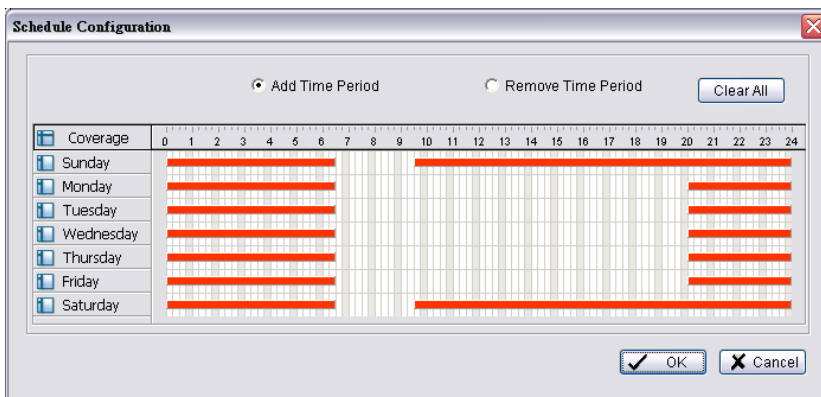 Schedule Configuration
Add Time Period Remove Time Period Clear All
Coverage 0 1 2 3 4 5 6 7 8 9 10 11 12 13 14 15 16 17 18 19 20 21 22 23 24
Sunday
Monday
Tuesday
Wednesday
Thursday
Friday
Saturday
OK Cancel